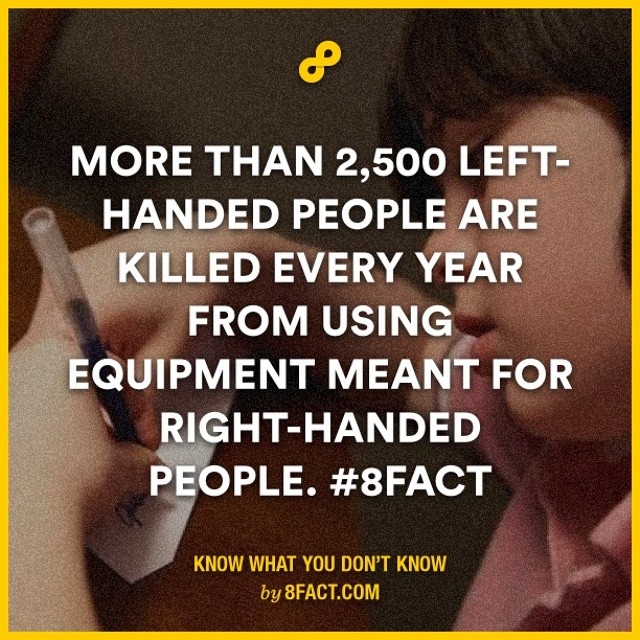 MORE THAN 2,500 LEFT-
HANDED PEOPLE ARE
KILLED EVERY YEAR
FROM USING
EQUIPMENT MEANT FOR
RIGHT-HANDED
PEOPLE. #8FACT
KNOW WHAT YOU DON'T KNOW
by 8FACT.COM